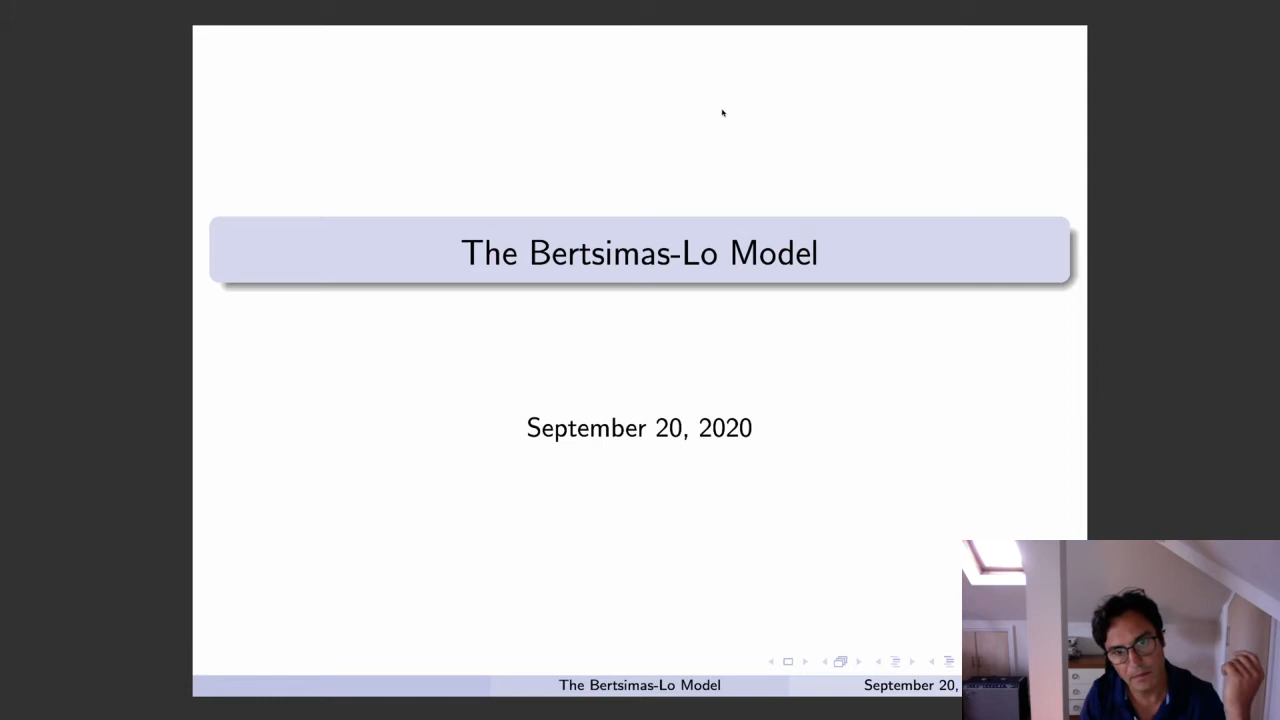 The Bertsimas-Lo Model
September 20, 2020
The Bertsimas-Lo Model
September 20,